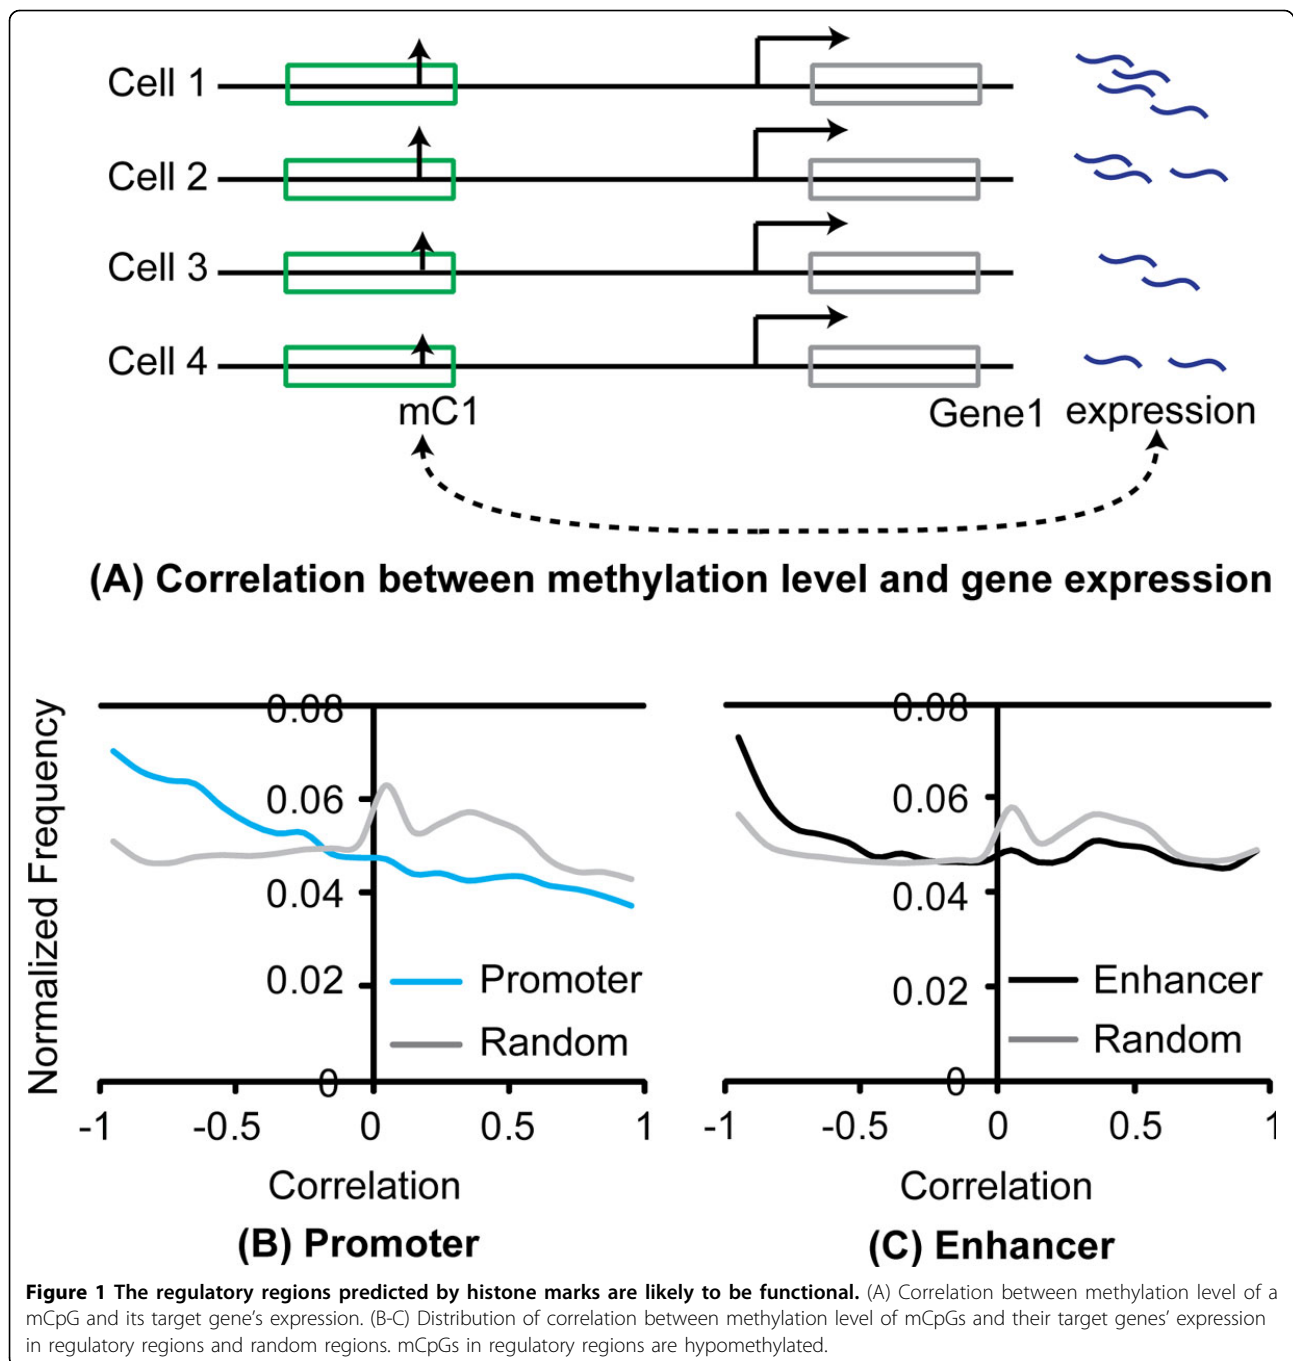 Cell 1
Cell 2
Cell 3
Cell 4
mC1
Gene1
expression
(A) Correlation between methylation level and gene expression
Normalized Frequency
0.08
0.06
0.04
0.02
0
-1
-0.5
0
0.5
1
Promoter
Random
Correlation
(B) Promoter
0.08
0.06
0.04
0.02
0
-1
-0.5
0
0.5
1
Enhancer
Random
Correlation
(C) Enhancer
Figure 1 The regulatory regions predicted by histone marks are likely to be functional. (A) Correlation between methylation level of a
mCpG and its target gene's expression. (B-C) Distribution of correlation between methylation level of mCpGs and their target genes' expression
in regulatory regions and random regions. mCpGs in regulatory regions are hypomethylated.